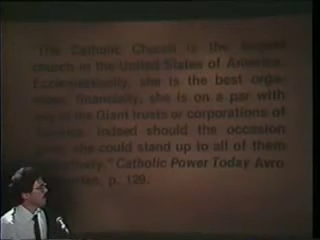 "The Catholic Church is the largest
church in the United States of America.
Ecclesiastically, she is the best orga-
nized, financially, she is on a par with
any of the Giant trusts or corporations of
America. Indeed should the occasion
she could stand up to all of them
Catholic Power Today Avro
p. 129.